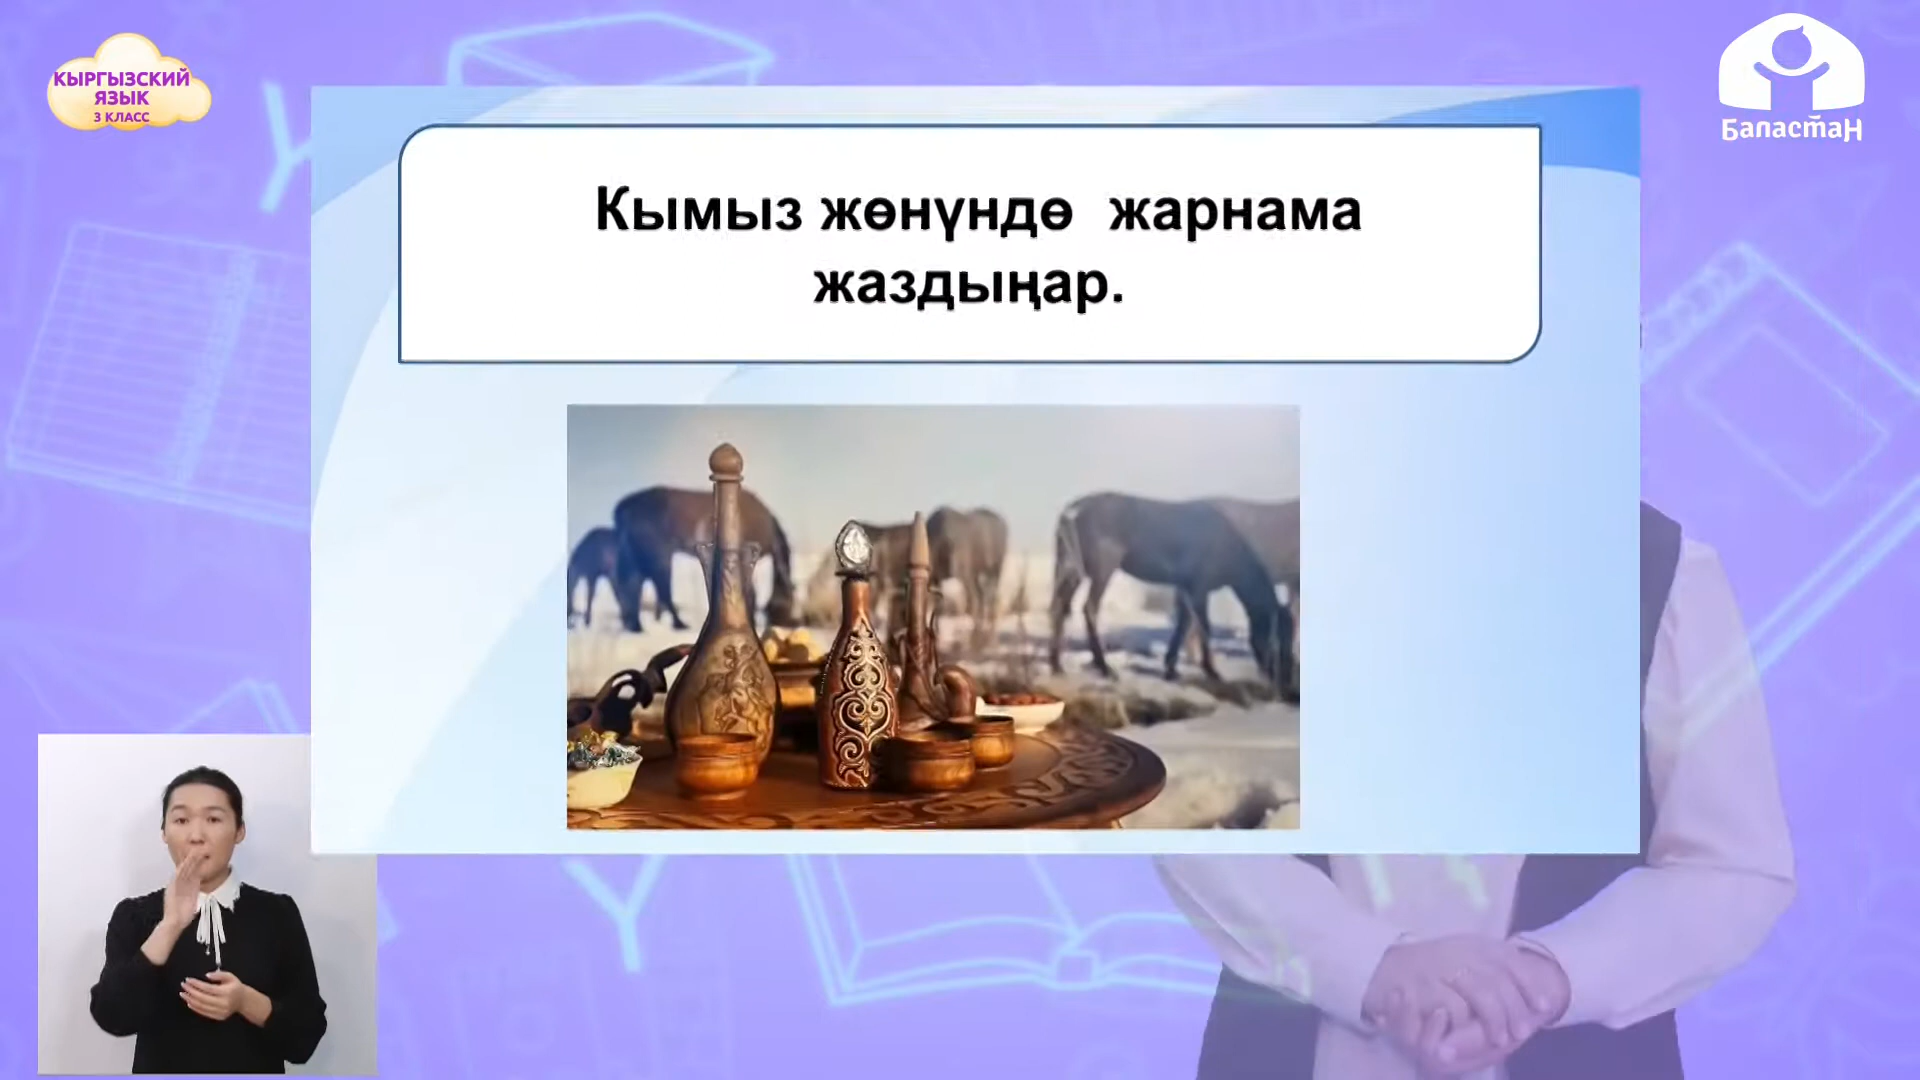 КЫРГЫЗСКИЙ
ЯЗЫК
3 КЛАСС
Баластан
Кымыз жөнүндө жарнама
жаздыңар.